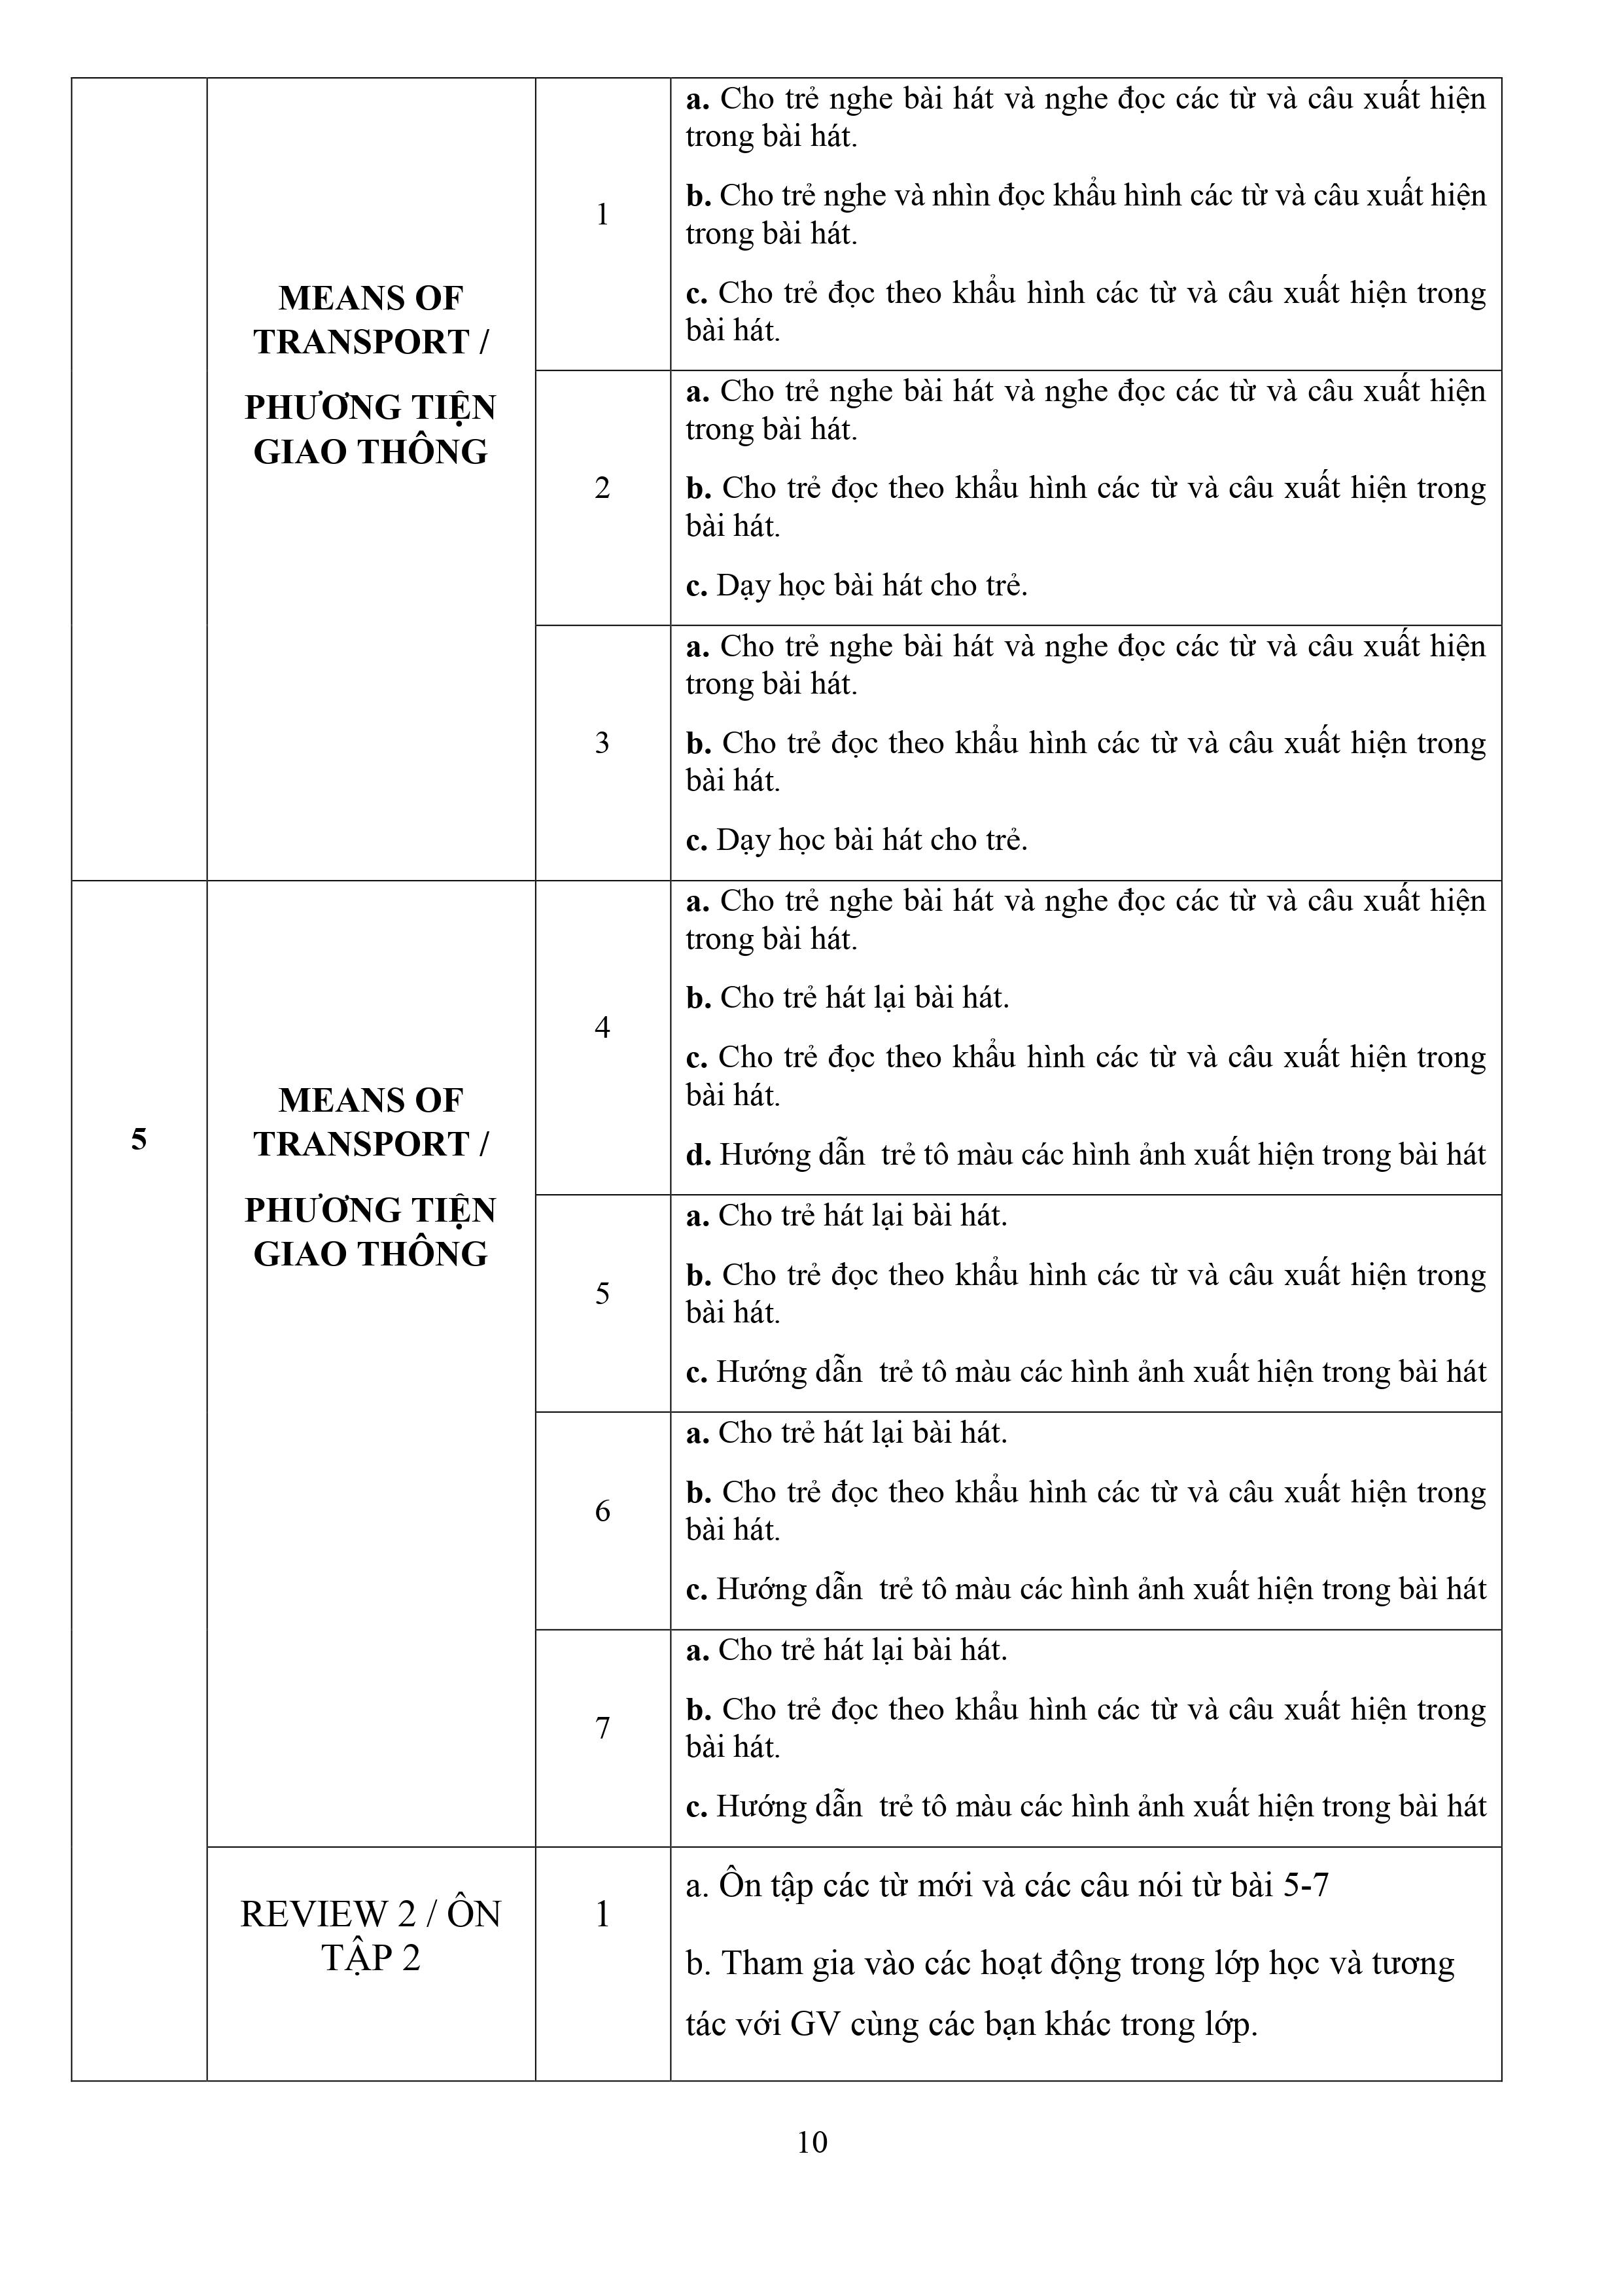 MEANS OF
TRANSPORT /
PHƯƠNG TIỆN
GIAO THÔNG
1
a. Cho trẻ nghe bài hát và nghe đọc các từ và câu xuất hiện
trong bài hát.
b. Cho trẻ nghe và nhìn đọc khẩu hình các từ và câu xuất hiện
trong bài hát.
c. Cho trẻ đọc theo khẩu hình các từ và câu xuất hiện trong
bài hát.
2
a. Cho trẻ nghe bài hát và nghe đọc các từ và câu xuất hiện
trong bài hát.
b. Cho trẻ đọc theo khẩu hình các từ và câu xuất hiện trong
bài hát.
c. Dạy học bài hát cho trẻ.
3
a. Cho trẻ nghe bài hát và nghe đọc các từ và câu xuất hiện
trong bài hát.
b. Cho trẻ đọc theo khẩu hình các từ và câu xuất hiện trong
bài hát.
c. Dạy học bài hát cho trẻ.
5
MEANS OF
TRANSPORT /
PHƯƠNG TIỆN
GIAO THÔNG
4
a. Cho trẻ nghe bài hát và nghe đọc các từ và câu xuất hiện
trong bài hát.
b. Cho trẻ hát lại bài hát.
c. Cho trẻ đọc theo khẩu hình các từ và câu xuất hiện trong
bài hát.
d. Hướng dẫn  trẻ tô màu các hình ảnh xuất hiện trong bài hát
5
a. Cho trẻ hát lại bài hát.
b. Cho trẻ đọc theo khẩu hình các từ và câu xuất hiện trong
bài hát.
c. Hướng dẫn  trẻ tô màu các hình ảnh xuất hiện trong bài hát
6
a. Cho trẻ hát lại bài hát.
b. Cho trẻ đọc theo khẩu hình các từ và câu xuất hiện trong
bài hát.
c. Hướng dẫn  trẻ tô màu các hình ảnh xuất hiện trong bài hát
7
a. Cho trẻ hát lại bài hát.
b. Cho trẻ đọc theo khẩu hình các từ và câu xuất hiện trong
bài hát.
c. Hướng dẫn  trẻ tô màu các hình ảnh xuất hiện trong bài hát
REVIEW 2 / ÔN
TẬP 2
1
a. Ôn tập các từ mới và các câu nói từ bài 5-7
b. Tham gia vào các hoạt động trong lớp học và tương
tác với GV cùng các bạn khác trong lớp.
10